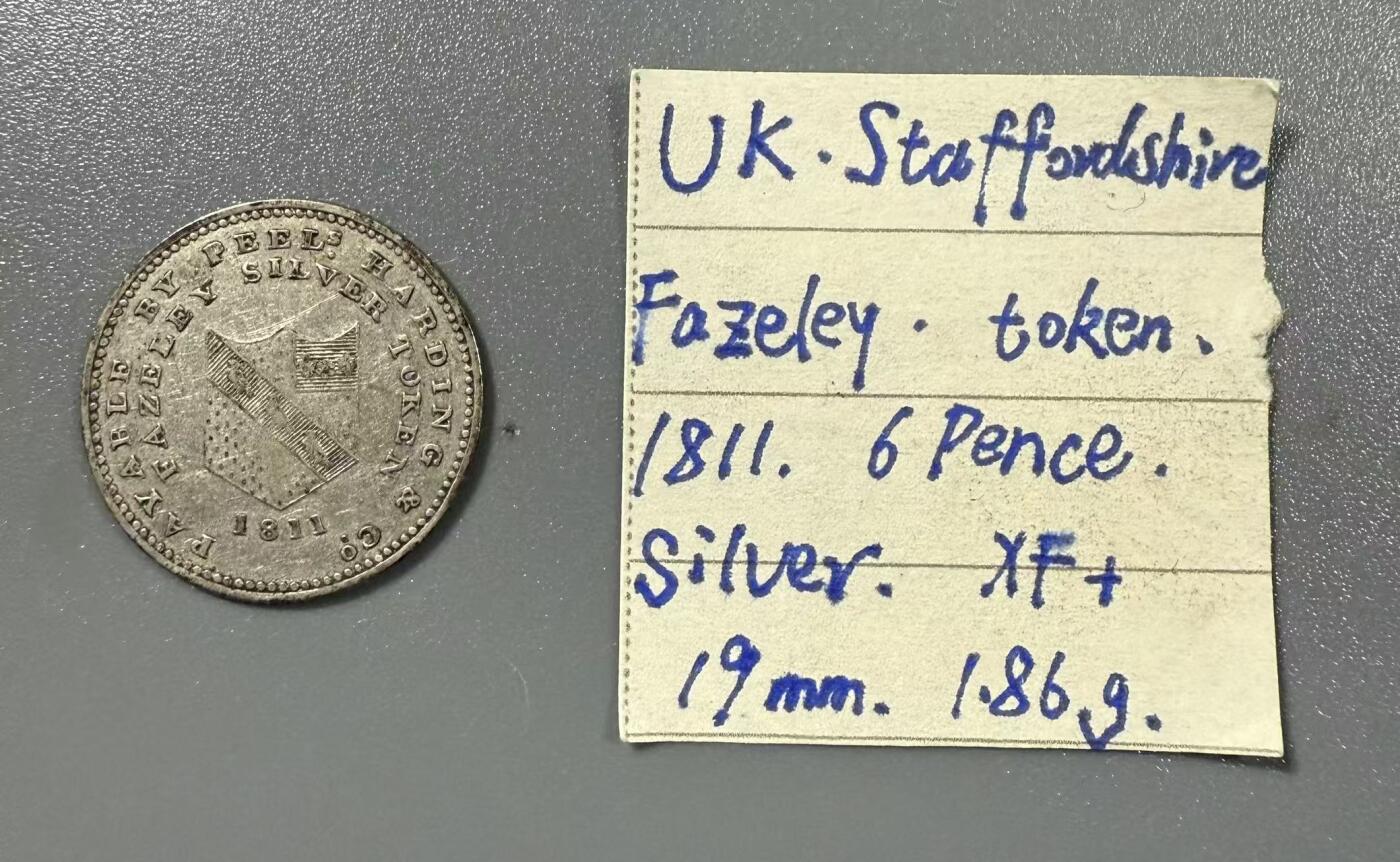 PAYABLE BY PEELS HARDING & CO
FAZELEY SILVER TOKEN
1811
UK. Staffordshire
Fazeley. token.
1811. 6 Pence.
Silver. XF+
19mm. 1.86g.